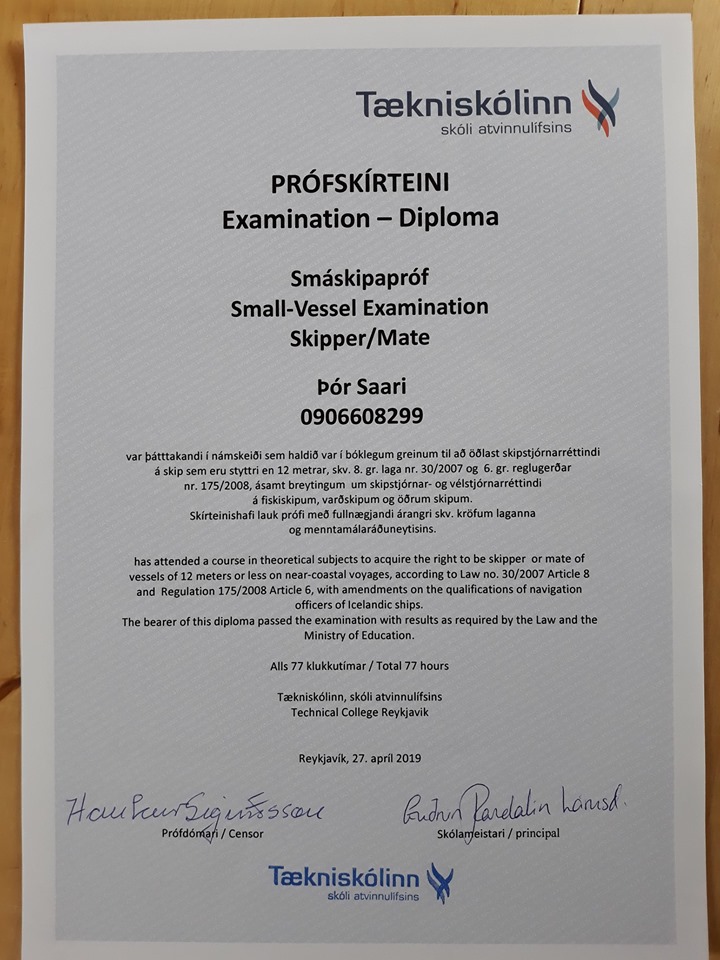 Tækniskólinn
skóli atvinnulífsins
PRÓFSKÍRTEINI
Examination – Diploma
Smáskipapróf
Small-Vessel Examination
Skipper/Mate
Þór Saari
0906608299
var þátttakandi í námskeiði sem haldið var í bóklegum greinum til að öðlast skipstjórnarréttindi
á skip sem eru styttri en 12 metrar, skv. 8. gr. laga nr. 30/2007 og 6. gr. reglugerðar
nr. 175/2008, ásamt breytingum um skipstjórnar- og vélstjórnarréttindi
á fiskiskipum, varðskipum og öðrum skipum.
Skírteinishafi lauk prófi með fullnægjandi árangri skv. kröfum laganna
og menntamálaráðuneytisins.
has attended a course in theoretical subjects to acquire the right to be skipper or mate of
vessels of 12 meters or less on near-coastal voyages, according to Law no. 30/2007 Article 8
and Regulation 175/2008 Article 6, with amendments on the qualifications of navigation
officers of Icelandic ships.
The bearer of this diploma passed the examination with results as required by the Law and the
Ministry of Education.
Alls 77 klukkutímar / Total 77 hours
Tækniskólinn, skóli atvinnulífsins
Technical College Reykjavik
Reykjavík, 27. apríl 2019
Guðrún
Prófdómari / Censor
Skólameistari / principal
Tækniskólinn
skóli atvinnulífsins